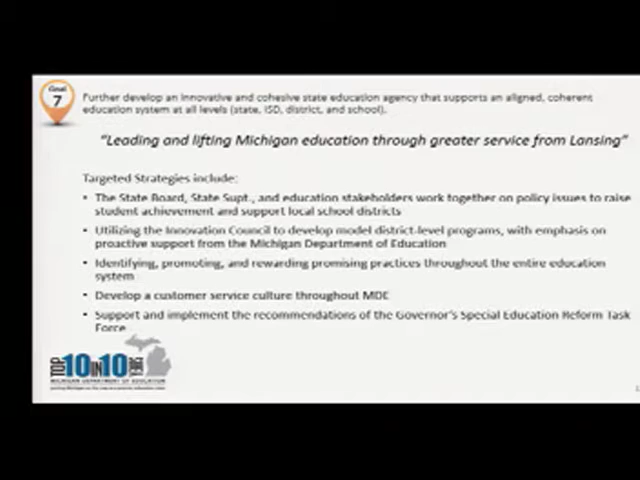 Goal
7
Further develop an innovative and cohesive state education agency that supports an aligned, coherent
education system at all levels (state, ISD, district, and school).
"Leading and lifting Michigan education through greater service from Lansing"
Targeted Strategies include:
• The State Board, State Supt., and education stakeholders work together on policy issues to raise
student achievement and support local school districts
• Utilizing the Innovation Council to develop model district-level programs, with emphasis on
proactive support from the Michigan Department of Education
• Identifying, promoting, and rewarding promising practices throughout the entire education
system
• Develop a customer service culture throughout MDE
• Support and implement the recommendations of the Governor's Special Education Reform Task
Force
TOP 10 IN 10 YEARS
MICHIGAN DEPARTMENT OF EDUCATION